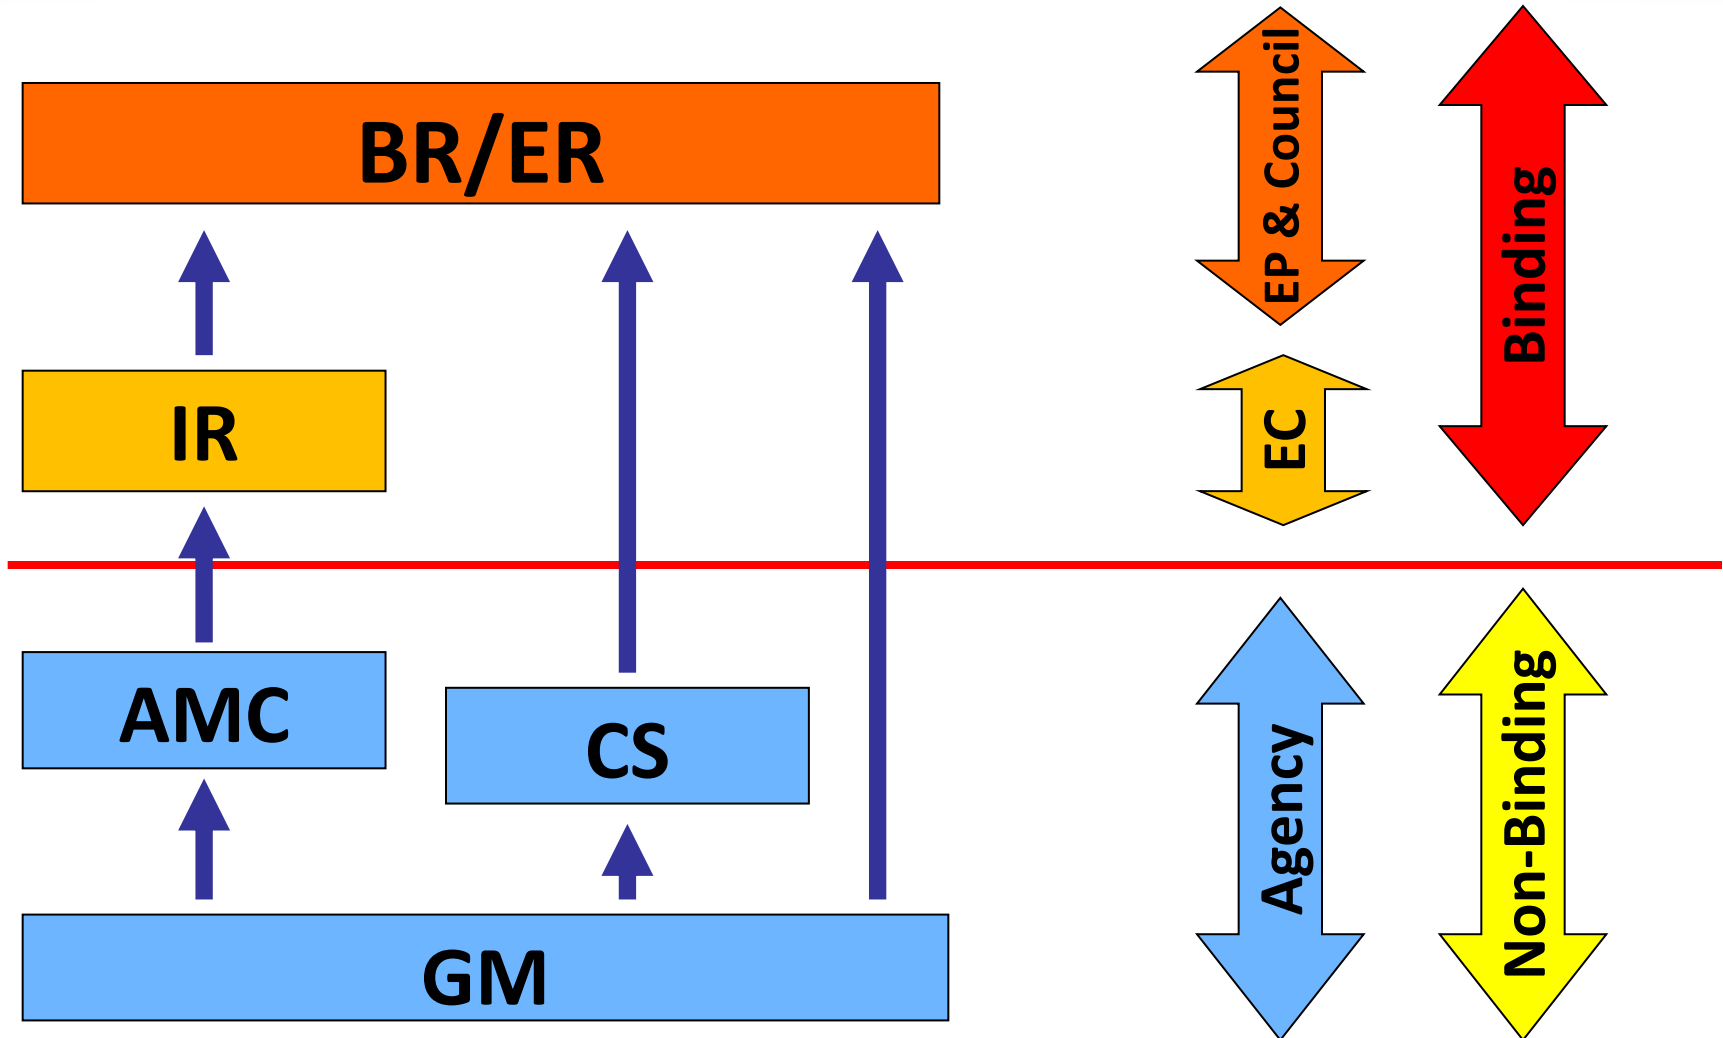 BR/ER
IR
AMC
CS
GM
EP & Council
EC
Agency
Binding
Non-Binding